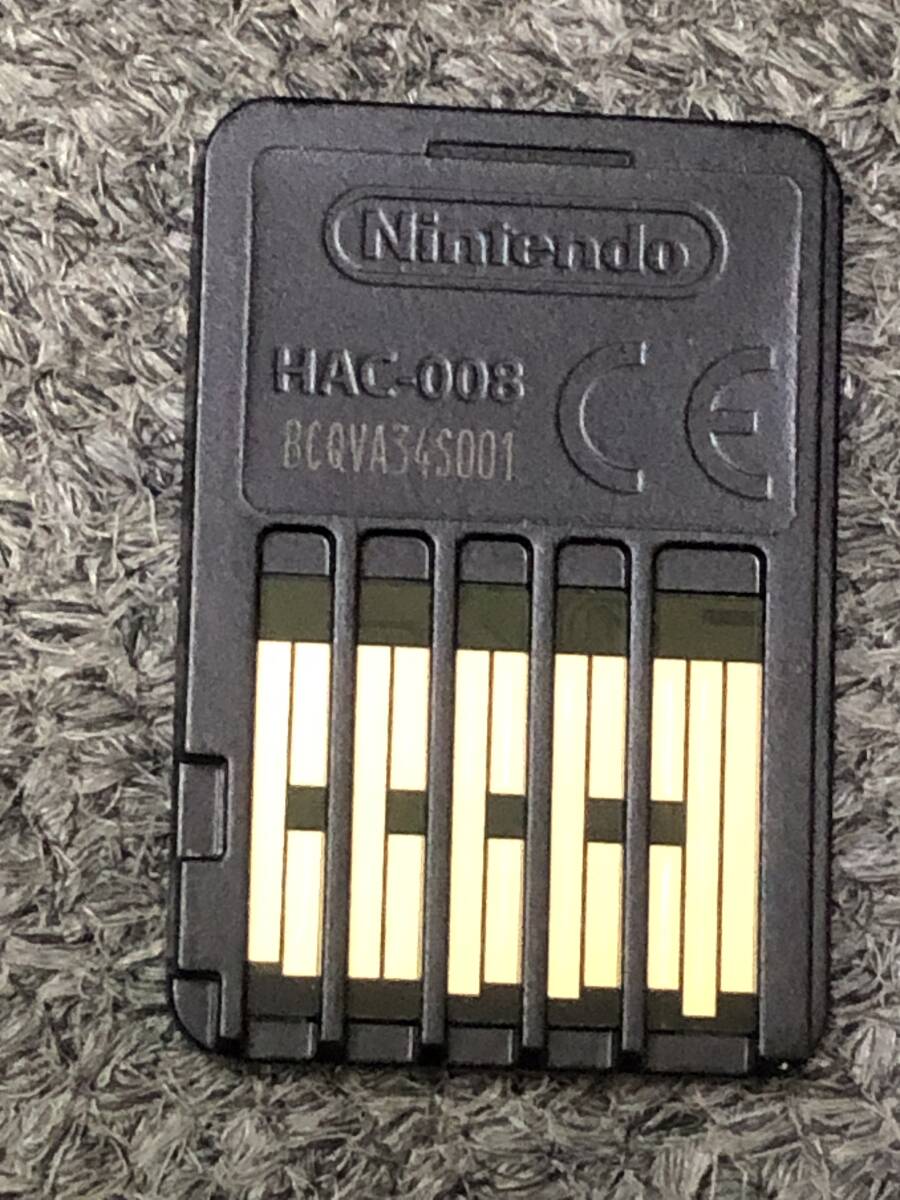 Nintendo
HAC-008
BCQVA34S001
CE